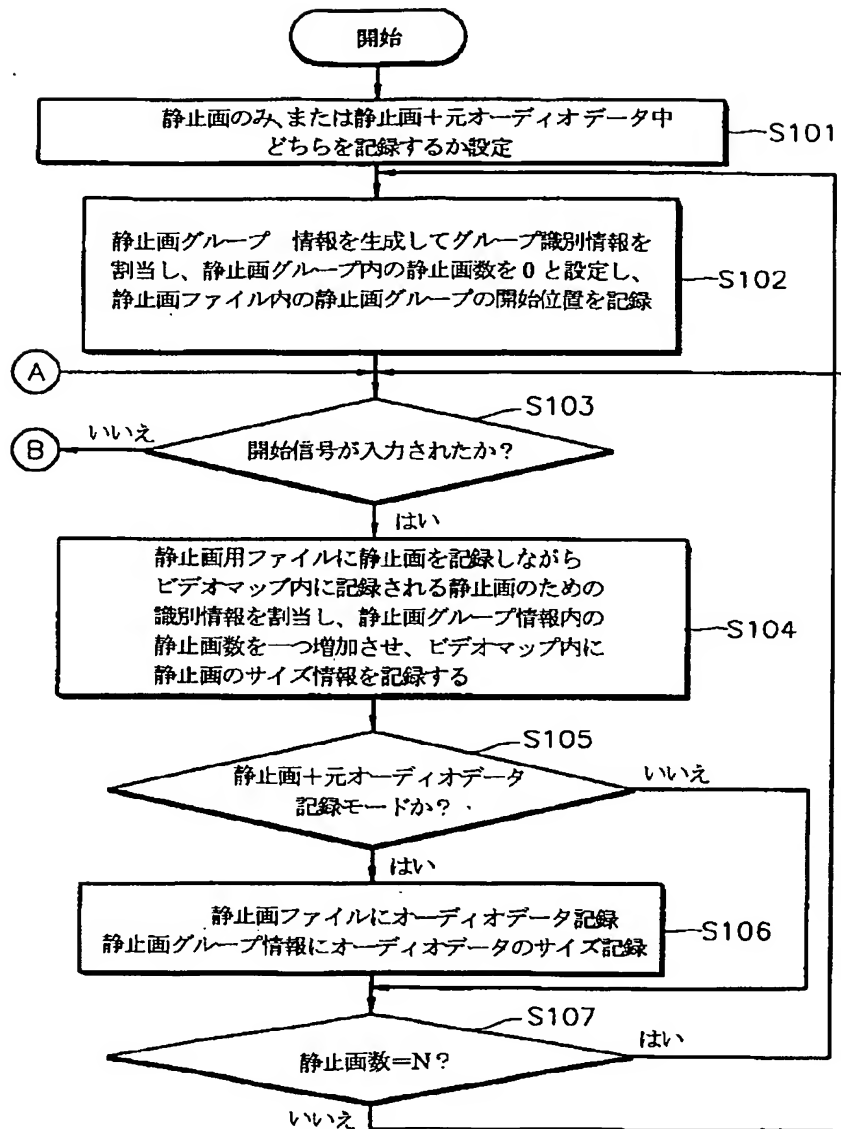 開始
静止画のみ、または静止画+元オーディオデータ中
どちらを記録するか設定
S101
静止画グループ 情報を生成してグループ識別情報を
割当し、静止画グループ内の静止画数を0と設定し、
静止画ファイル内の静止画グループの開始位置を記録
S102
A
S103
B
いいえ
開始信号が入力されたか?
はい
静止画用ファイルに静止画を記録しながら
ビデオマップ内に記録される静止画のための
識別情報を割当し、静止画グループ情報内の
静止画数を一つ増加させ、ビデオマップ内に
静止画のサイズ情報を記録する
S104
S105
静止画+元オーディオデータ
記録モードか?
いいえ
はい
静止画ファイルにオーディオデータ記録
静止画グループ情報にオーディオデータのサイズ記録
S106
S107
静止画数=N?
はい
いいえ